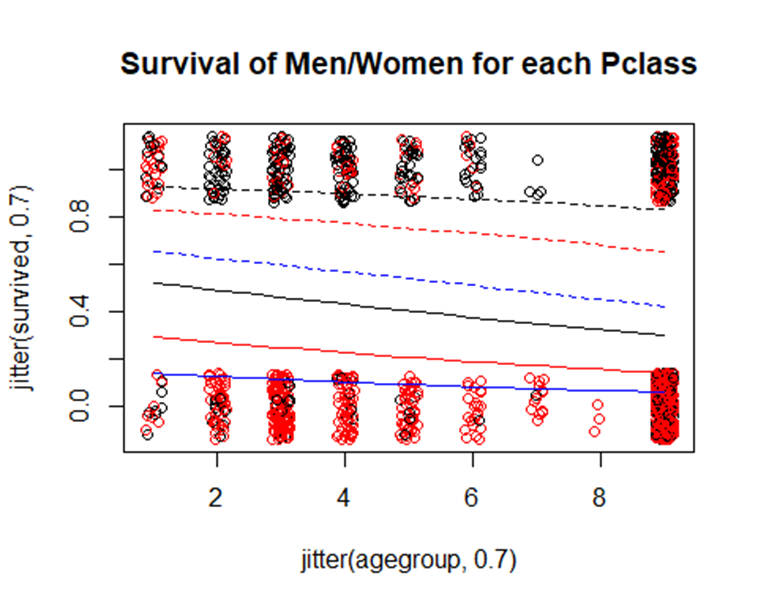 Survival of Men/Women for each Pclass
jitter(survived, 0.7)
0.8
0.4
0.0
2 4 6 8
jitter(agegroup, 0.7)